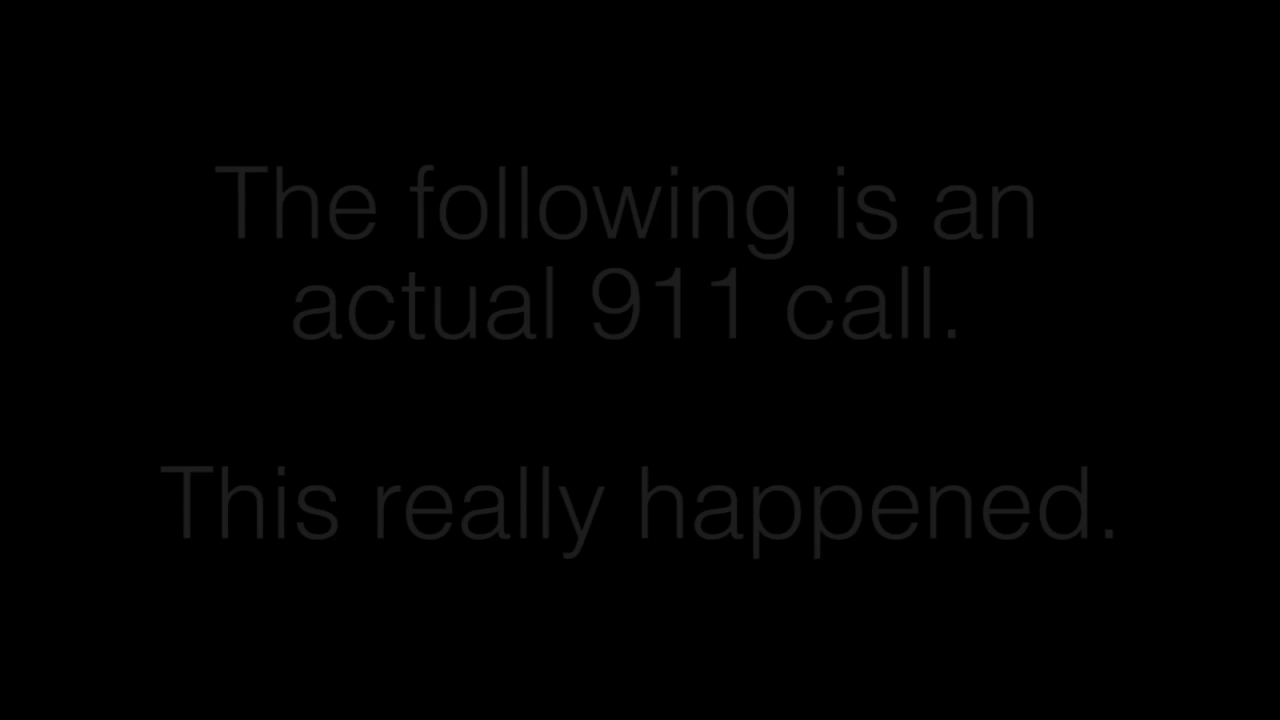 The following is an
actual 911 call.
This really happened.